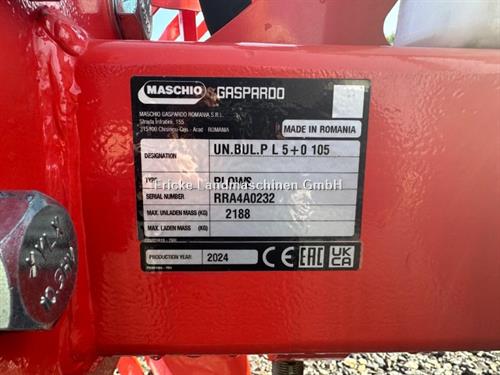 MASCHIO GASPARDO
MASCHIO GASPARDO ROMANIA S.R.L.
Strada Infratirei, 155
315100 Chisineu-Criş - Arad ROMANIA
MADE IN ROMANIA
DESIGNATION UN.BUL.P L 5+0 105
TYPE PLOWS
Fricke Landmaschinen GmbH
SERIAL NUMBER RRA4A0232
MAX. UNLADEN MASS (KG) 2188
MAX. LADEN MASS (KG)
PRODUCTION YEAR 2024 CE EAC UK CA